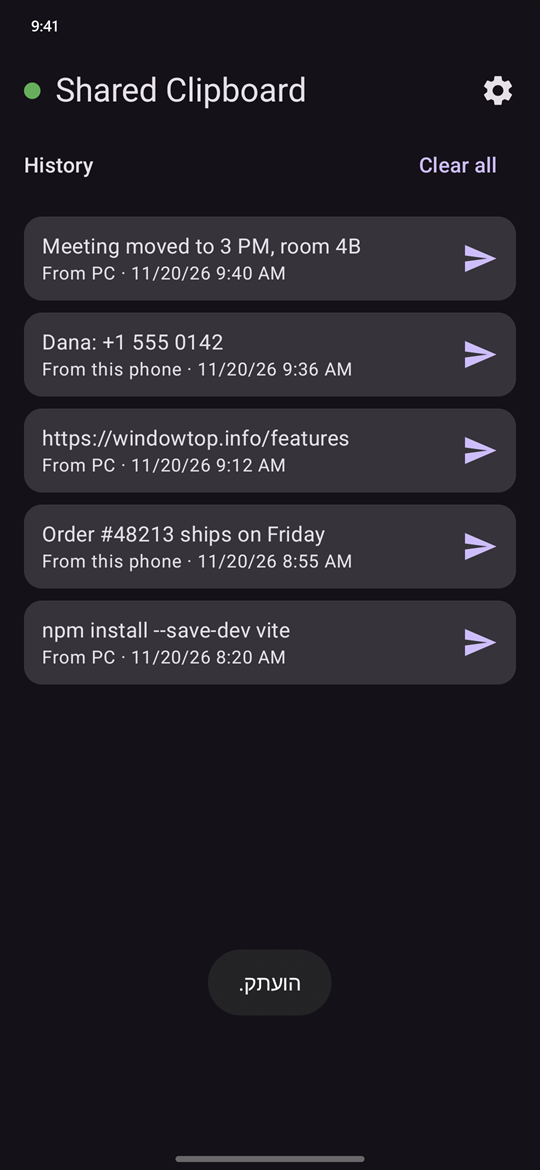 9:41
Shared Clipboard
History
Clear all
Meeting moved to 3 PM, room 4B
From PC · 11/20/26 9:40 AM
Dana: +1 555 0142
From this phone · 11/20/26 9:36 AM
https://windowtop.info/features
From PC · 11/20/26 9:12 AM
Order #48213 ships on Friday
From this phone · 11/20/26 8:55 AM
npm install --save-dev vite
From PC · 11/20/26 8:20 AM
הועתק.